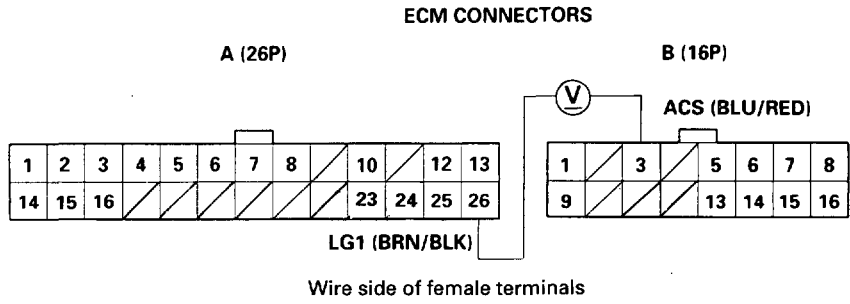 ECM CONNECTORS
A (26P)
B (16P)
V
ACS (BLU/RED)
1 2 3 4 5 6 7 8 10 12 13
1 3 5 6 7 8
14 15 16 23 24 25 26
9 13 14 15 16
LG1 (BRN/BLK)
Wire side of female terminals